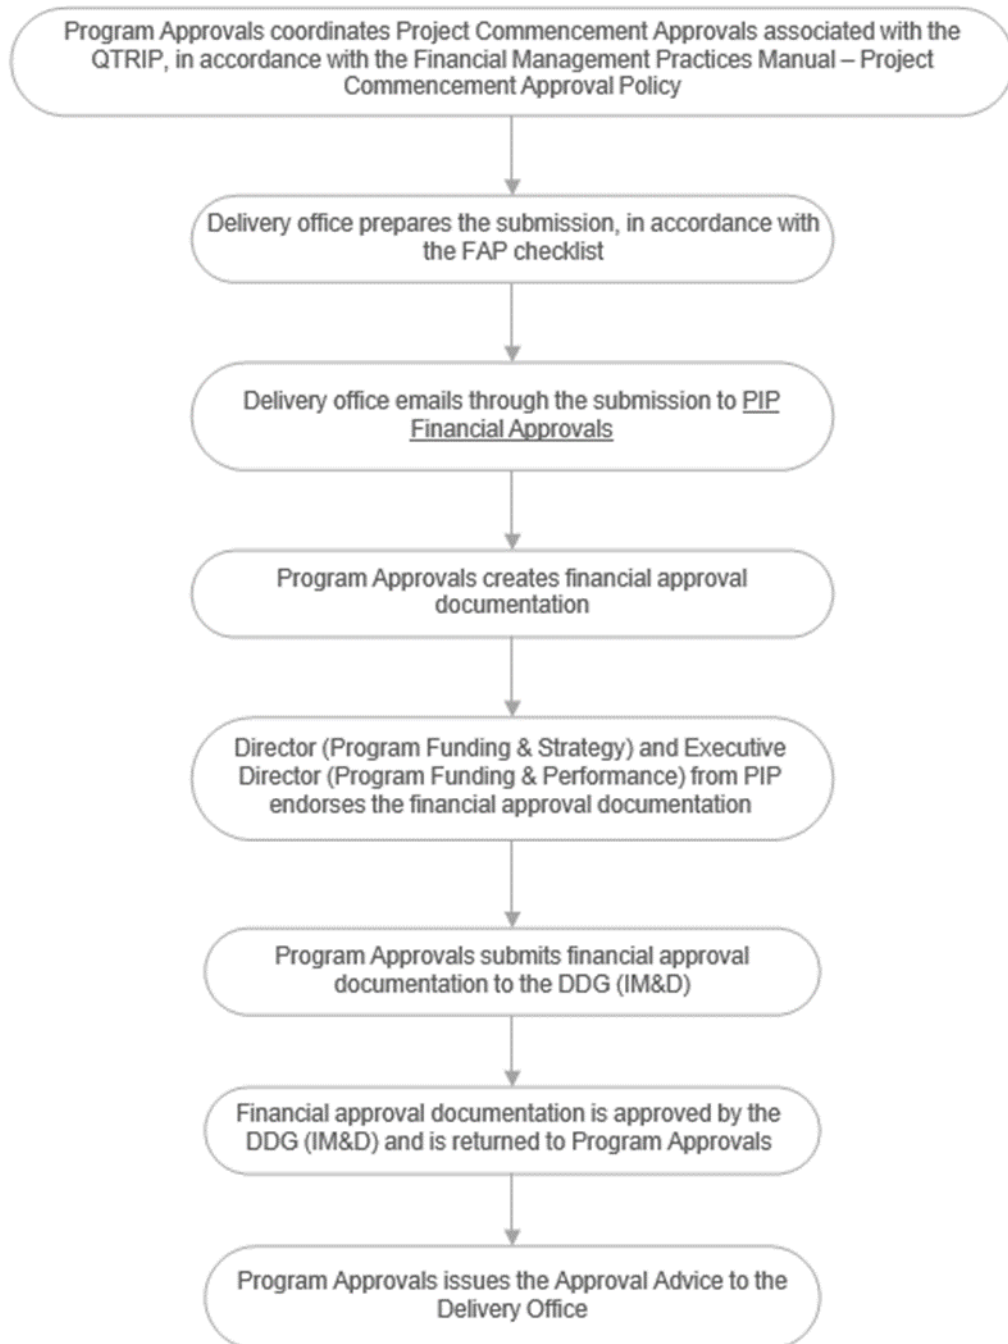 Program Approvals coordinates Project Commencement Approvals associated with the
QTRIP, in accordance with the Financial Management Practices Manual – Project
Commencement Approval Policy
Delivery office prepares the submission, in accordance with
the FAP checklist
Delivery office emails through the submission to PIP
Financial Approvals
Program Approvals creates financial approval
documentation
Director (Program Funding & Strategy) and Executive
Director (Program Funding & Performance) from PIP
endorses the financial approval documentation
Program Approvals submits financial approval
documentation to the DDG (IM&D)
Financial approval documentation is approved by the
DDG (IM&D) and is returned to Program Approvals
Program Approvals issues the Approval Advice to the
Delivery Office